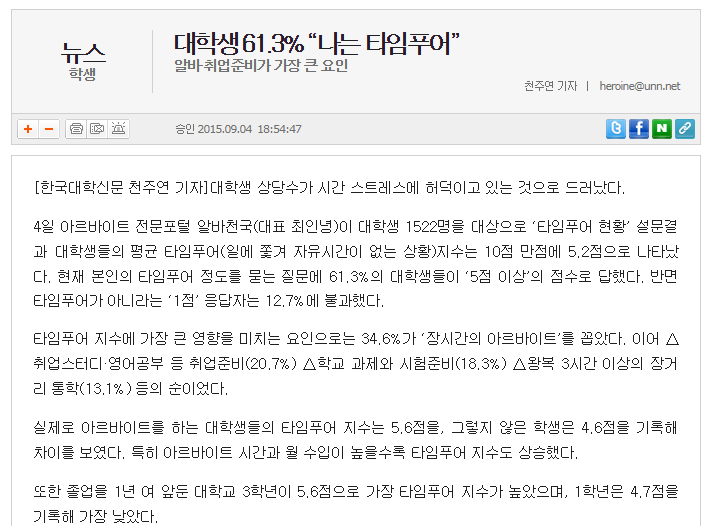 뉴스
학생
대학생 61.3% “나는 타임푸어”
알바·취업준비가 가장 큰 요인
천주연 기자 | heroine@unn.net
승인 2015.09.04 18:54:47
[한국대학신문 천주연 기자]대학생 상당수가 시간 스트레스에 허덕이고 있는 것으로 드러났다.
4일 아르바이트 전문포털 알바천국(대표 최인녕)이 대학생 1522명을 대상으로 ‘타임푸어 현황’ 설문결
과 대학생들의 평균 타임푸어(일에 쫓겨 자유시간이 없는 상황)지수는 10점 만점에 5.2점으로 나타났
다. 현재 본인의 타임푸어 정도를 묻는 질문에 61.3%의 대학생들이 ‘5점 이상’의 점수로 답했다. 반면
타임푸어가 아니라는 ‘1점’ 응답자는 12.7%에 불과했다.
타임푸어 지수에 가장 큰 영향을 미치는 요인으로는 34.6%가 ‘장시간의 아르바이트’를 꼽았다. 이어 △
취업스터디·영어공부 등 취업준비(20.7%) △학교 과제와 시험준비(18.3%) △왕복 3시간 이상의 장거
리 통학(13.1%) 등의 순이었다.
실제로 아르바이트를 하는 대학생들의 타임푸어 지수는 5.6점을, 그렇지 않은 학생은 4.6점을 기록해
차이를 보였다. 특히 아르바이트 시간과 월 수입이 높을수록 타임푸어 지수도 상승했다.
또한 졸업을 1년 여 앞둔 대학교 3학년이 5.6점으로 가장 타임푸어 지수가 높았으며, 1학년은 4.7점을
기록해 가장 낮았다.